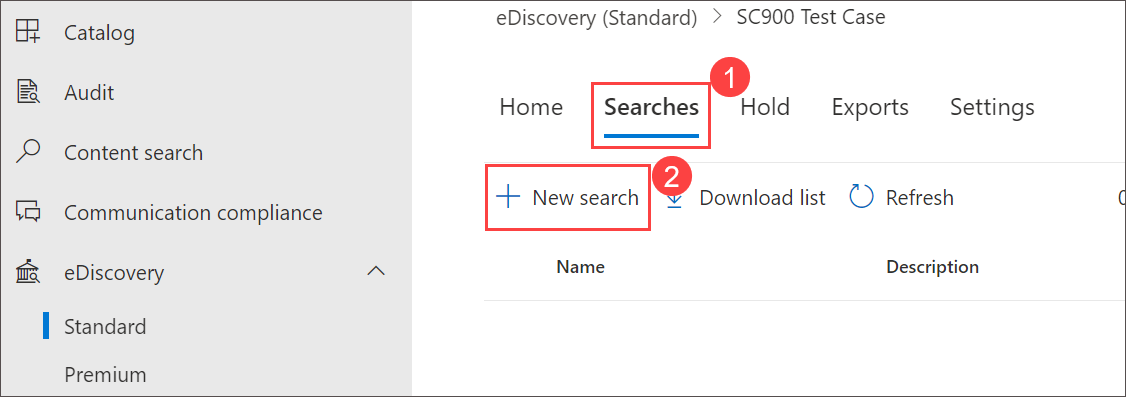 Catalog
Audit
Content search
Communication compliance
eDiscovery
Standard
Premium
eDiscovery (Standard) > SC900 Test Case
Home Searches 1 Hold Exports Settings
New search 2 Download list Refresh 0
Name Description